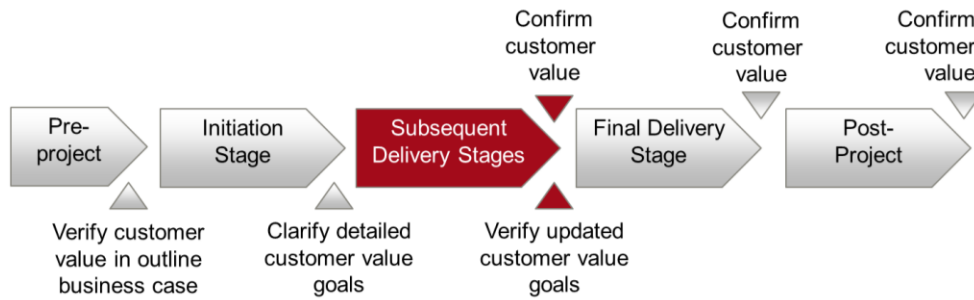 Confirm
customer
value
Confirm
customer
value
Confirm
customer
value
Pre-
project
Initiation
Stage
Subsequent
Delivery Stages
Final Delivery
Stage
Post-
Project
Verify customer
value in outline
business case
Clarify detailed
customer value
goals
Verify updated
customer value
goals